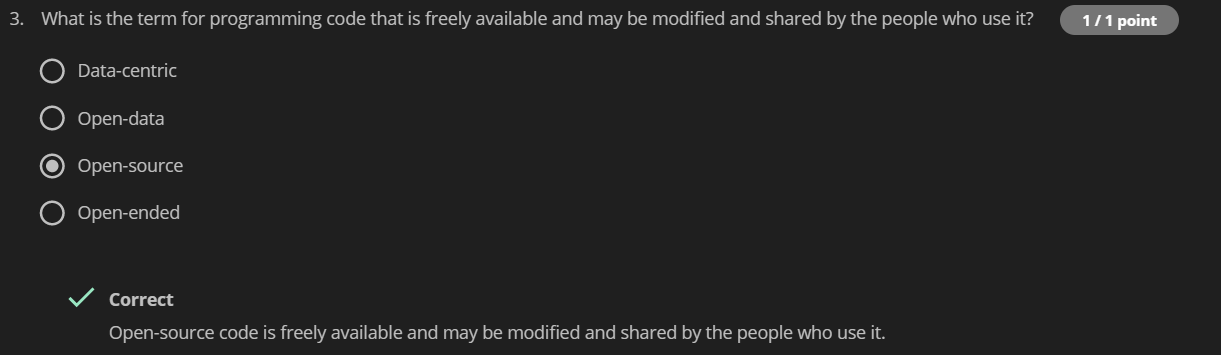 3. What is the term for programming code that is freely available and may be modified and shared by the people who use it? 1 / 1 point
Data-centric
Open-data
Open-source
Open-ended
Correct
Open-source code is freely available and may be modified and shared by the people who use it.